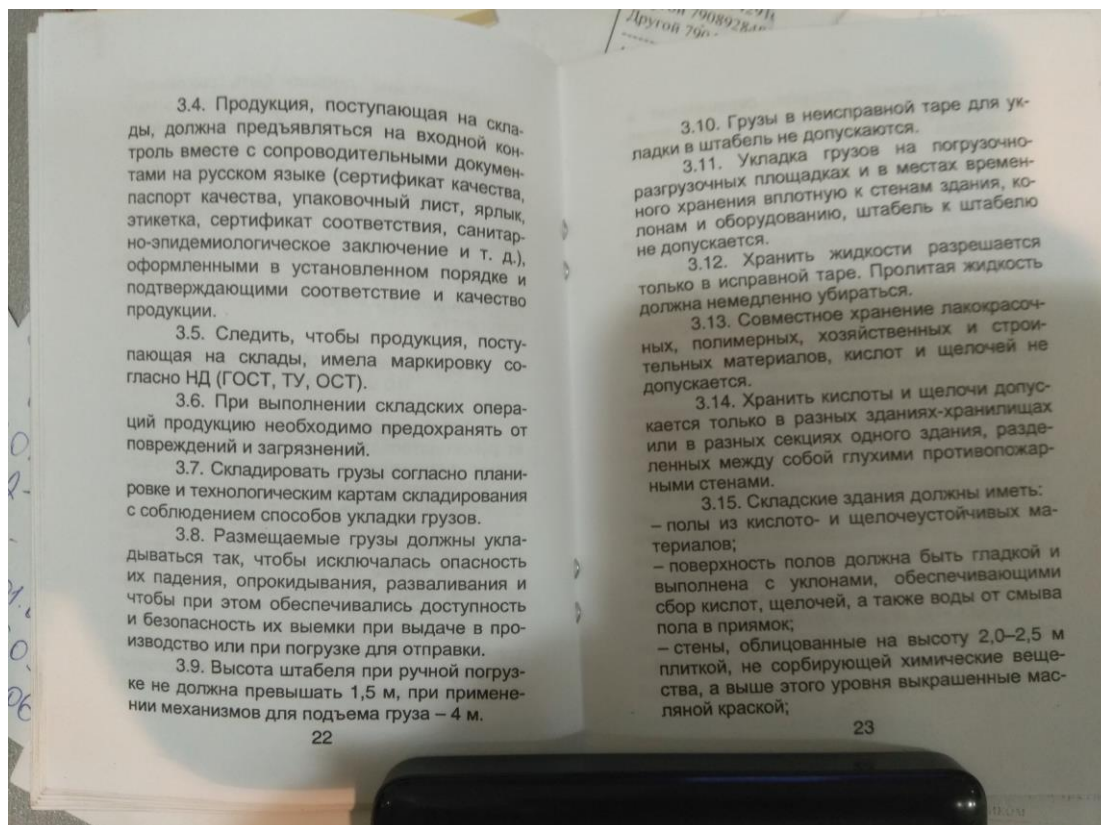 Другой 790892848
Другой 790
3.4. Продукция, поступающая на скла-
ды, должна предъявляться на входной кон-
троль вместе с сопроводительными докумен-
тами на русском языке (сертификат качества,
паспорт качества, упаковочный лист, ярлык,
этикетка, сертификат соответствия, санитар-
но-эпидемиологическое заключение и т. д.),
оформленными в установленном порядке и
подтверждающими соответствие и качество
продукции.
3.5. Следить, чтобы продукция, посту-
пающая на склады, имела маркировку со-
гласно НД (ГОСТ, ТУ, ОСТ).
3.6. При выполнении складских опера-
ций продукцию необходимо предохранять от
повреждений и загрязнений.
3.7. Складировать грузы согласно плани-
ровке и технологическим картам складирования
с соблюдением способов укладки грузов.
3.8. Размещаемые грузы должны укла-
дываться так, чтобы исключалась опасность
их падения, опрокидывания, разваливания и
чтобы при этом обеспечивались доступность
и безопасность их выемки при выдаче в про-
изводство или при погрузке для отправки.
3.9. Высота штабеля при ручной погруз-
ке не должна превышать 1,5 м, при примене-
нии механизмов для подъема груза – 4 м.
22
3.10. Грузы в неисправной таре для ук-
ладки в штабель не допускаются.
3.11. Укладка грузов на погрузочно-
разгрузочных площадках и в местах времен-
ного хранения вплотную к стенам здания, ко-
лонам и оборудованию, штабель к штабелю
не допускается.
3.12. Хранить жидкости разрешается
только в исправной таре. Пролитая жидкость
должна немедленно убираться.
3.13. Совместное хранение лакокрасоч-
ных, полимерных, хозяйственных и строи-
тельных материалов, кислот и щелочей не
допускается.
3.14. Хранить кислоты и щелочи допус-
кается только в разных зданиях-хранилищах
или в разных секциях одного здания, разде-
ленных между собой глухими противопожар-
ными стенами.
3.15. Складские здания должны иметь:
– полы из кислото- и щелочеустойчивых ма-
териалов;
– поверхность полов должна быть гладкой и
выполнена с уклонами, обеспечивающими
сбор кислот, щелочей, а также воды от смыва
пола в приямок;
– стены, облицованные на высоту 2,0–2,5 м
плиткой, не сорбирующей химические веще-
ства, а выше этого уровня выкрашенные мас-
ляной краской;
23